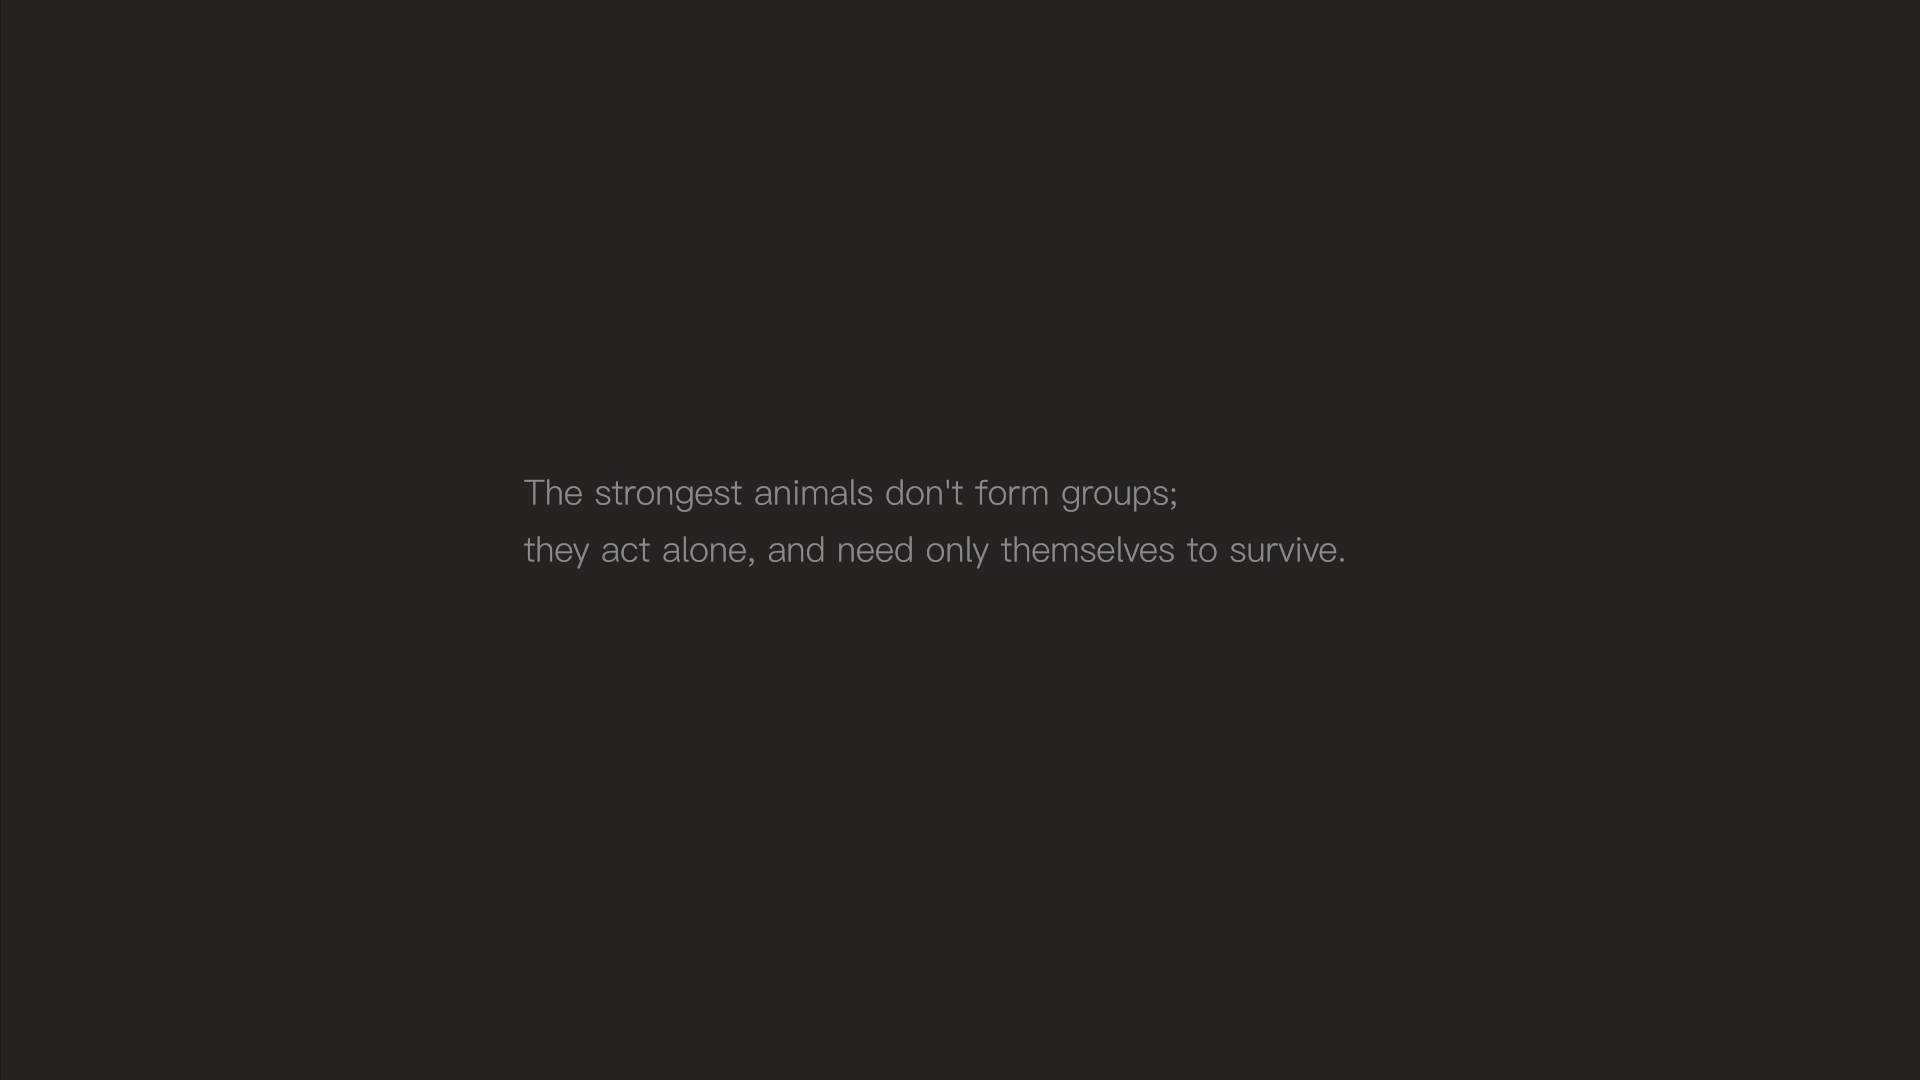 The strongest animals don't form groups;
they act alone, and need only themselves to survive.